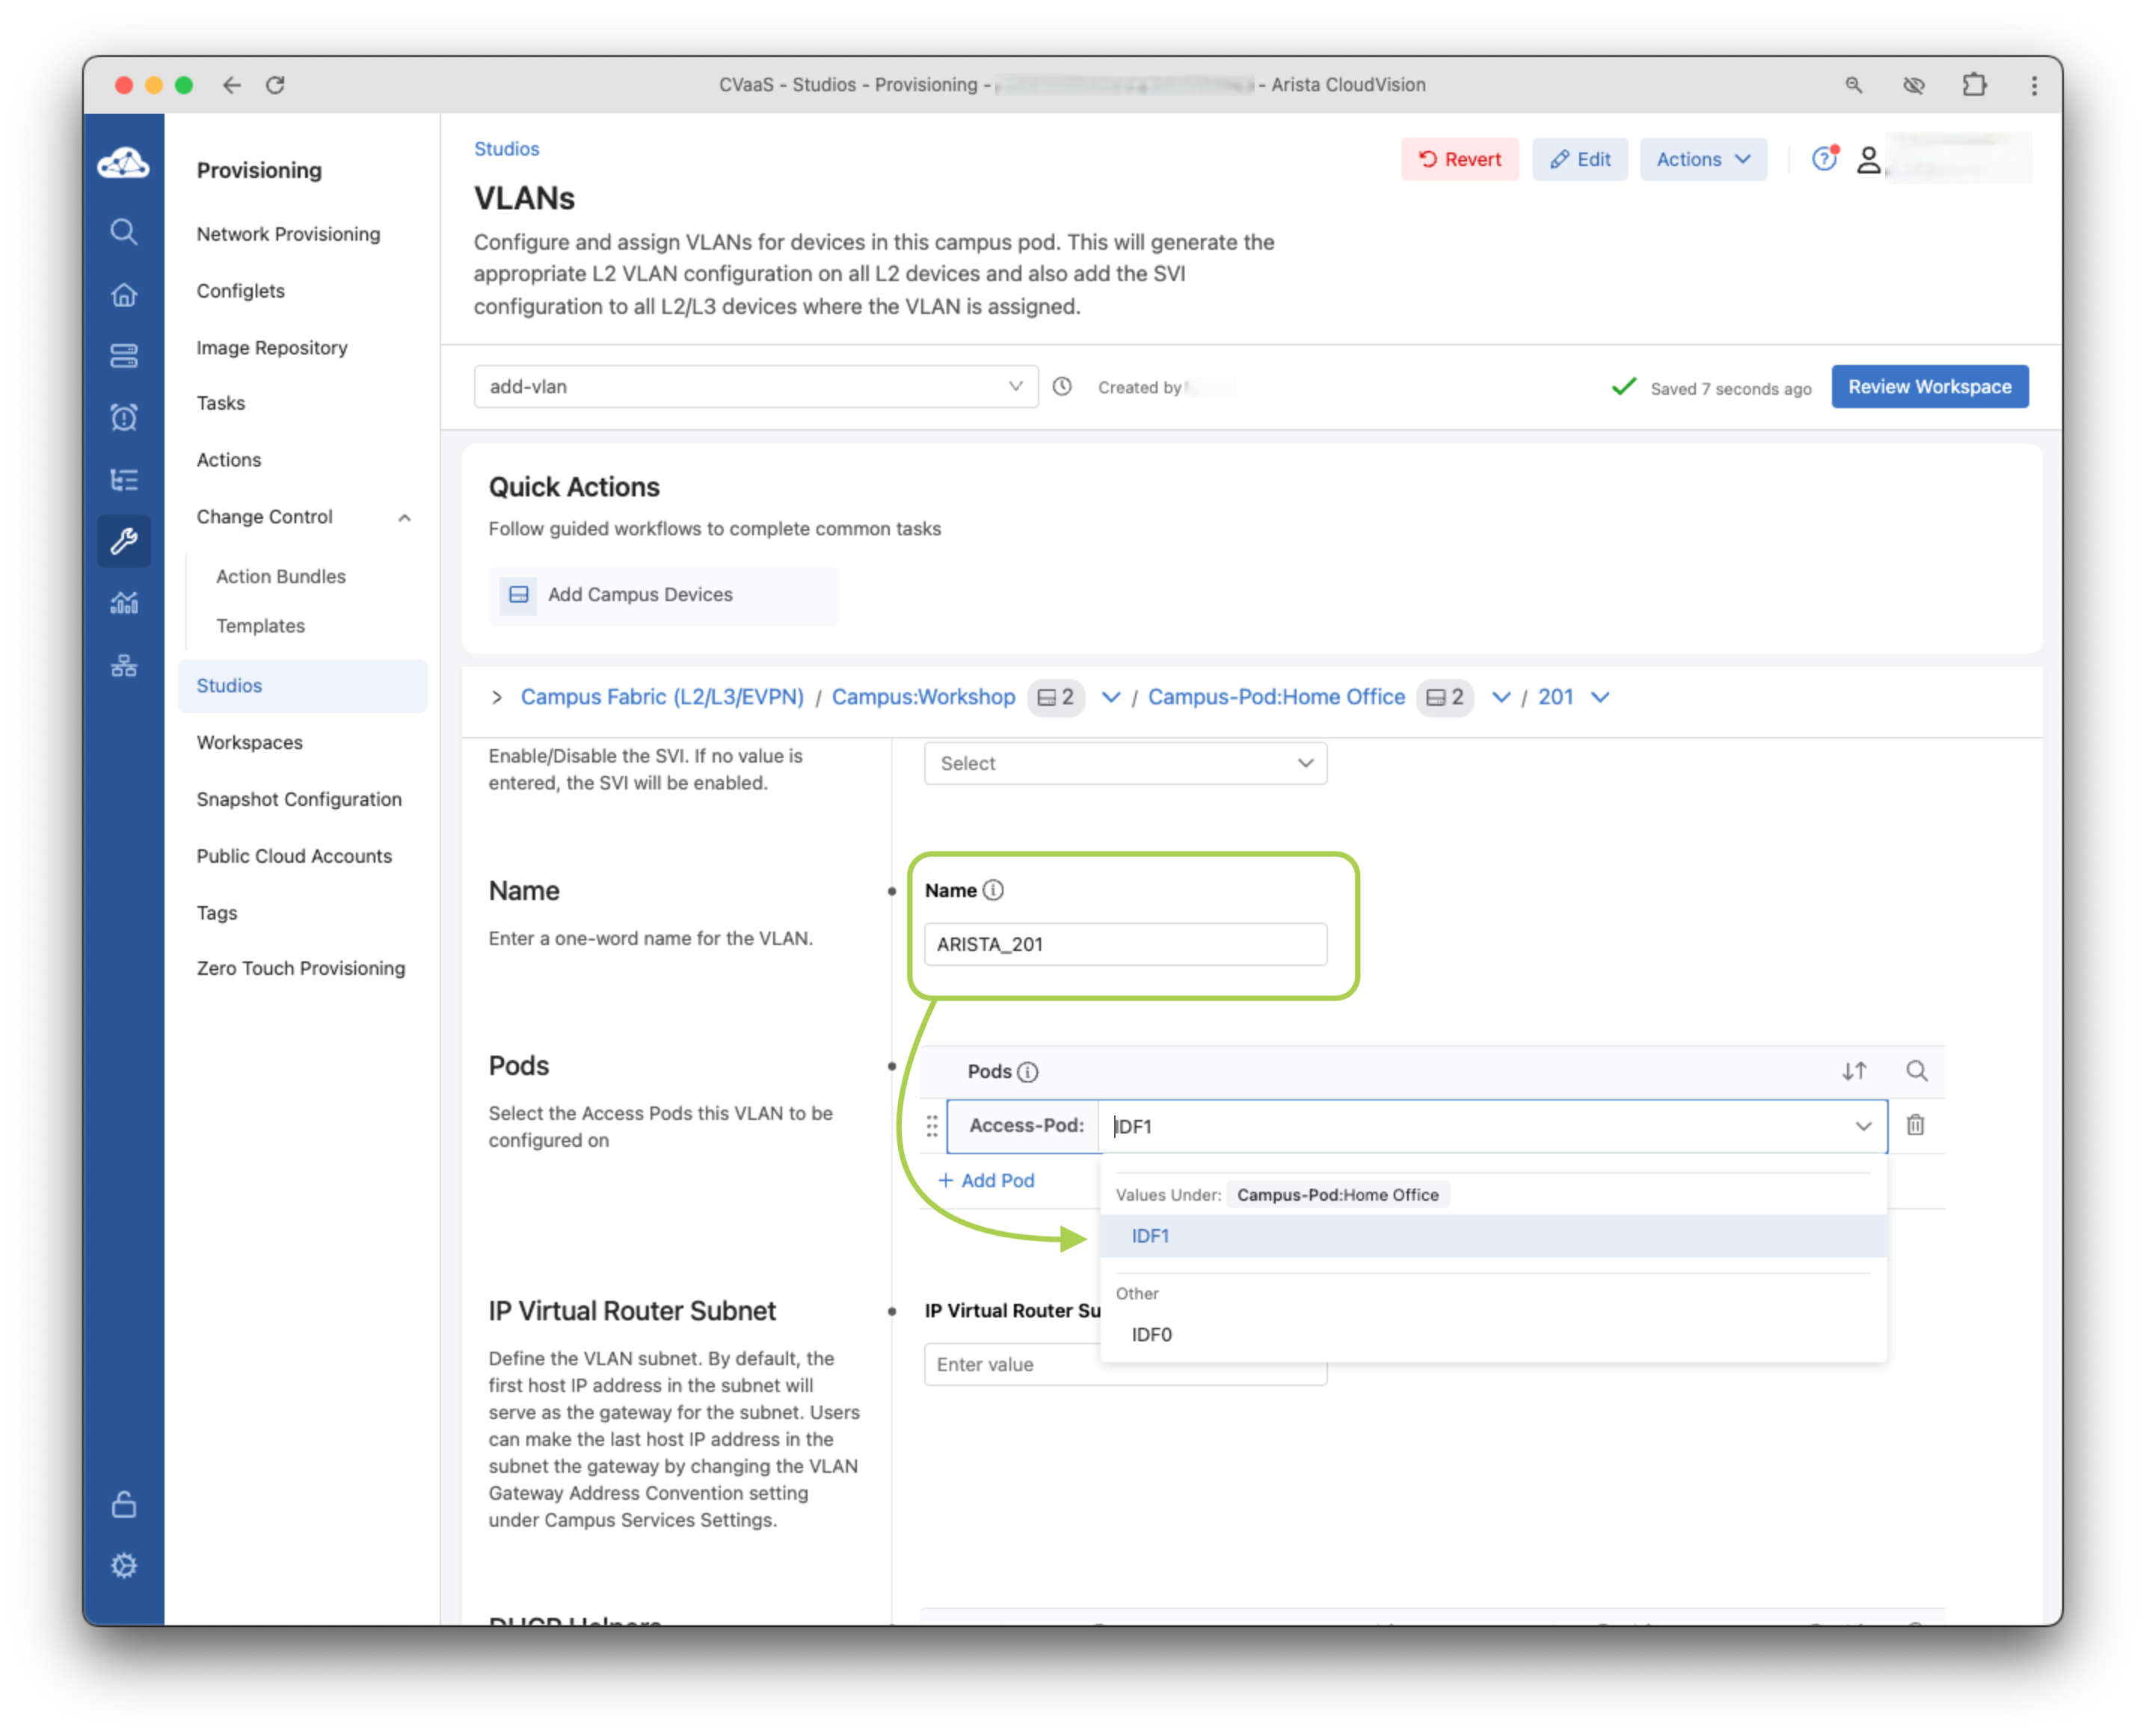 CVaaS - Studios - Provisioning - - Arista CloudVision
Provisioning
Network Provisioning
Configlets
Image Repository
Tasks
Actions
Change Control
Action Bundles
Templates
Studios
Workspaces
Snapshot Configuration
Public Cloud Accounts
Tags
Zero Touch Provisioning
Studios
Revert
Edit
Actions
VLANs
Configure and assign VLANs for devices in this campus pod. This will generate the
appropriate L2 VLAN configuration on all L2 devices and also add the SVI
configuration to all L2/L3 devices where the VLAN is assigned.
add-vlan
Created by
Saved 7 seconds ago
Review Workspace
Quick Actions
Follow guided workflows to complete common tasks
Add Campus Devices
Campus Fabric (L2/L3/EVPN) / Campus:Workshop 2 / Campus-Pod:Home Office 2 / 201
Enable/Disable the SVI. If no value is
entered, the SVI will be enabled.
Select
Name
Enter a one-word name for the VLAN.
Name
ARISTA_201
Pods
Select the Access Pods this VLAN to be
configured on
Pods
Access-Pod: IDF1
+ Add Pod
Values Under: Campus-Pod:Home Office
IDF1
Other
IDF0
IP Virtual Router Subnet
Define the VLAN subnet. By default, the
first host IP address in the subnet will
serve as the gateway for the subnet. Users
can make the last host IP address in the
subnet the gateway by changing the VLAN
Gateway Address Convention setting
under Campus Services Settings.
IP Virtual Router Su
Enter value
DHCP Helpers